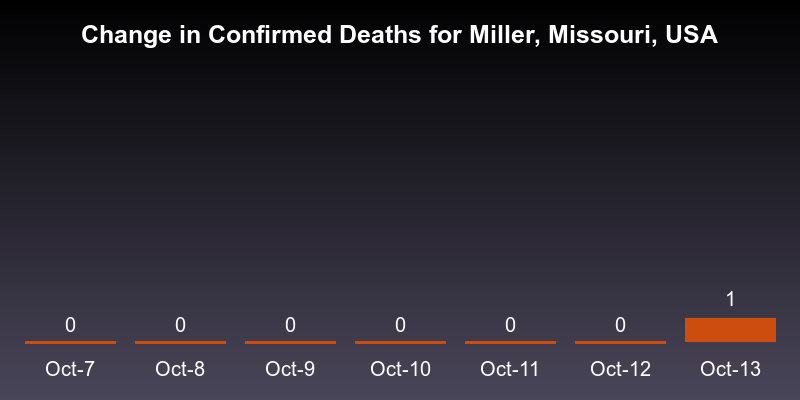 Change in Confirmed Deaths for Miller, Missouri, USA
0 0 0 0 0 0 1
Oct-7 Oct-8 Oct-9 Oct-10 Oct-11 Oct-12 Oct-13